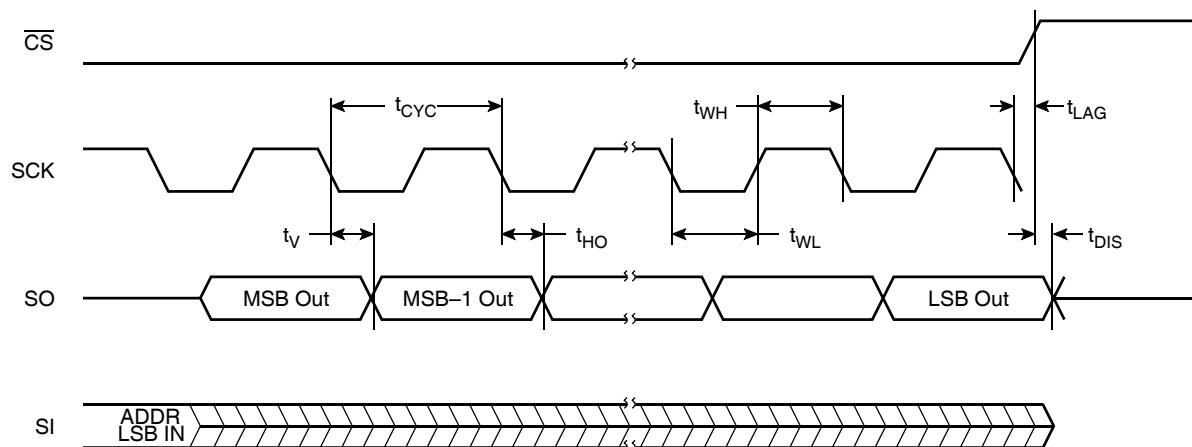 CS
tCYC
tWH
tLAG
SCK
tV
tHO
tWL
tDIS
SO
MSB Out
MSB–1 Out
LSB Out
SI
ADDR
LSB IN